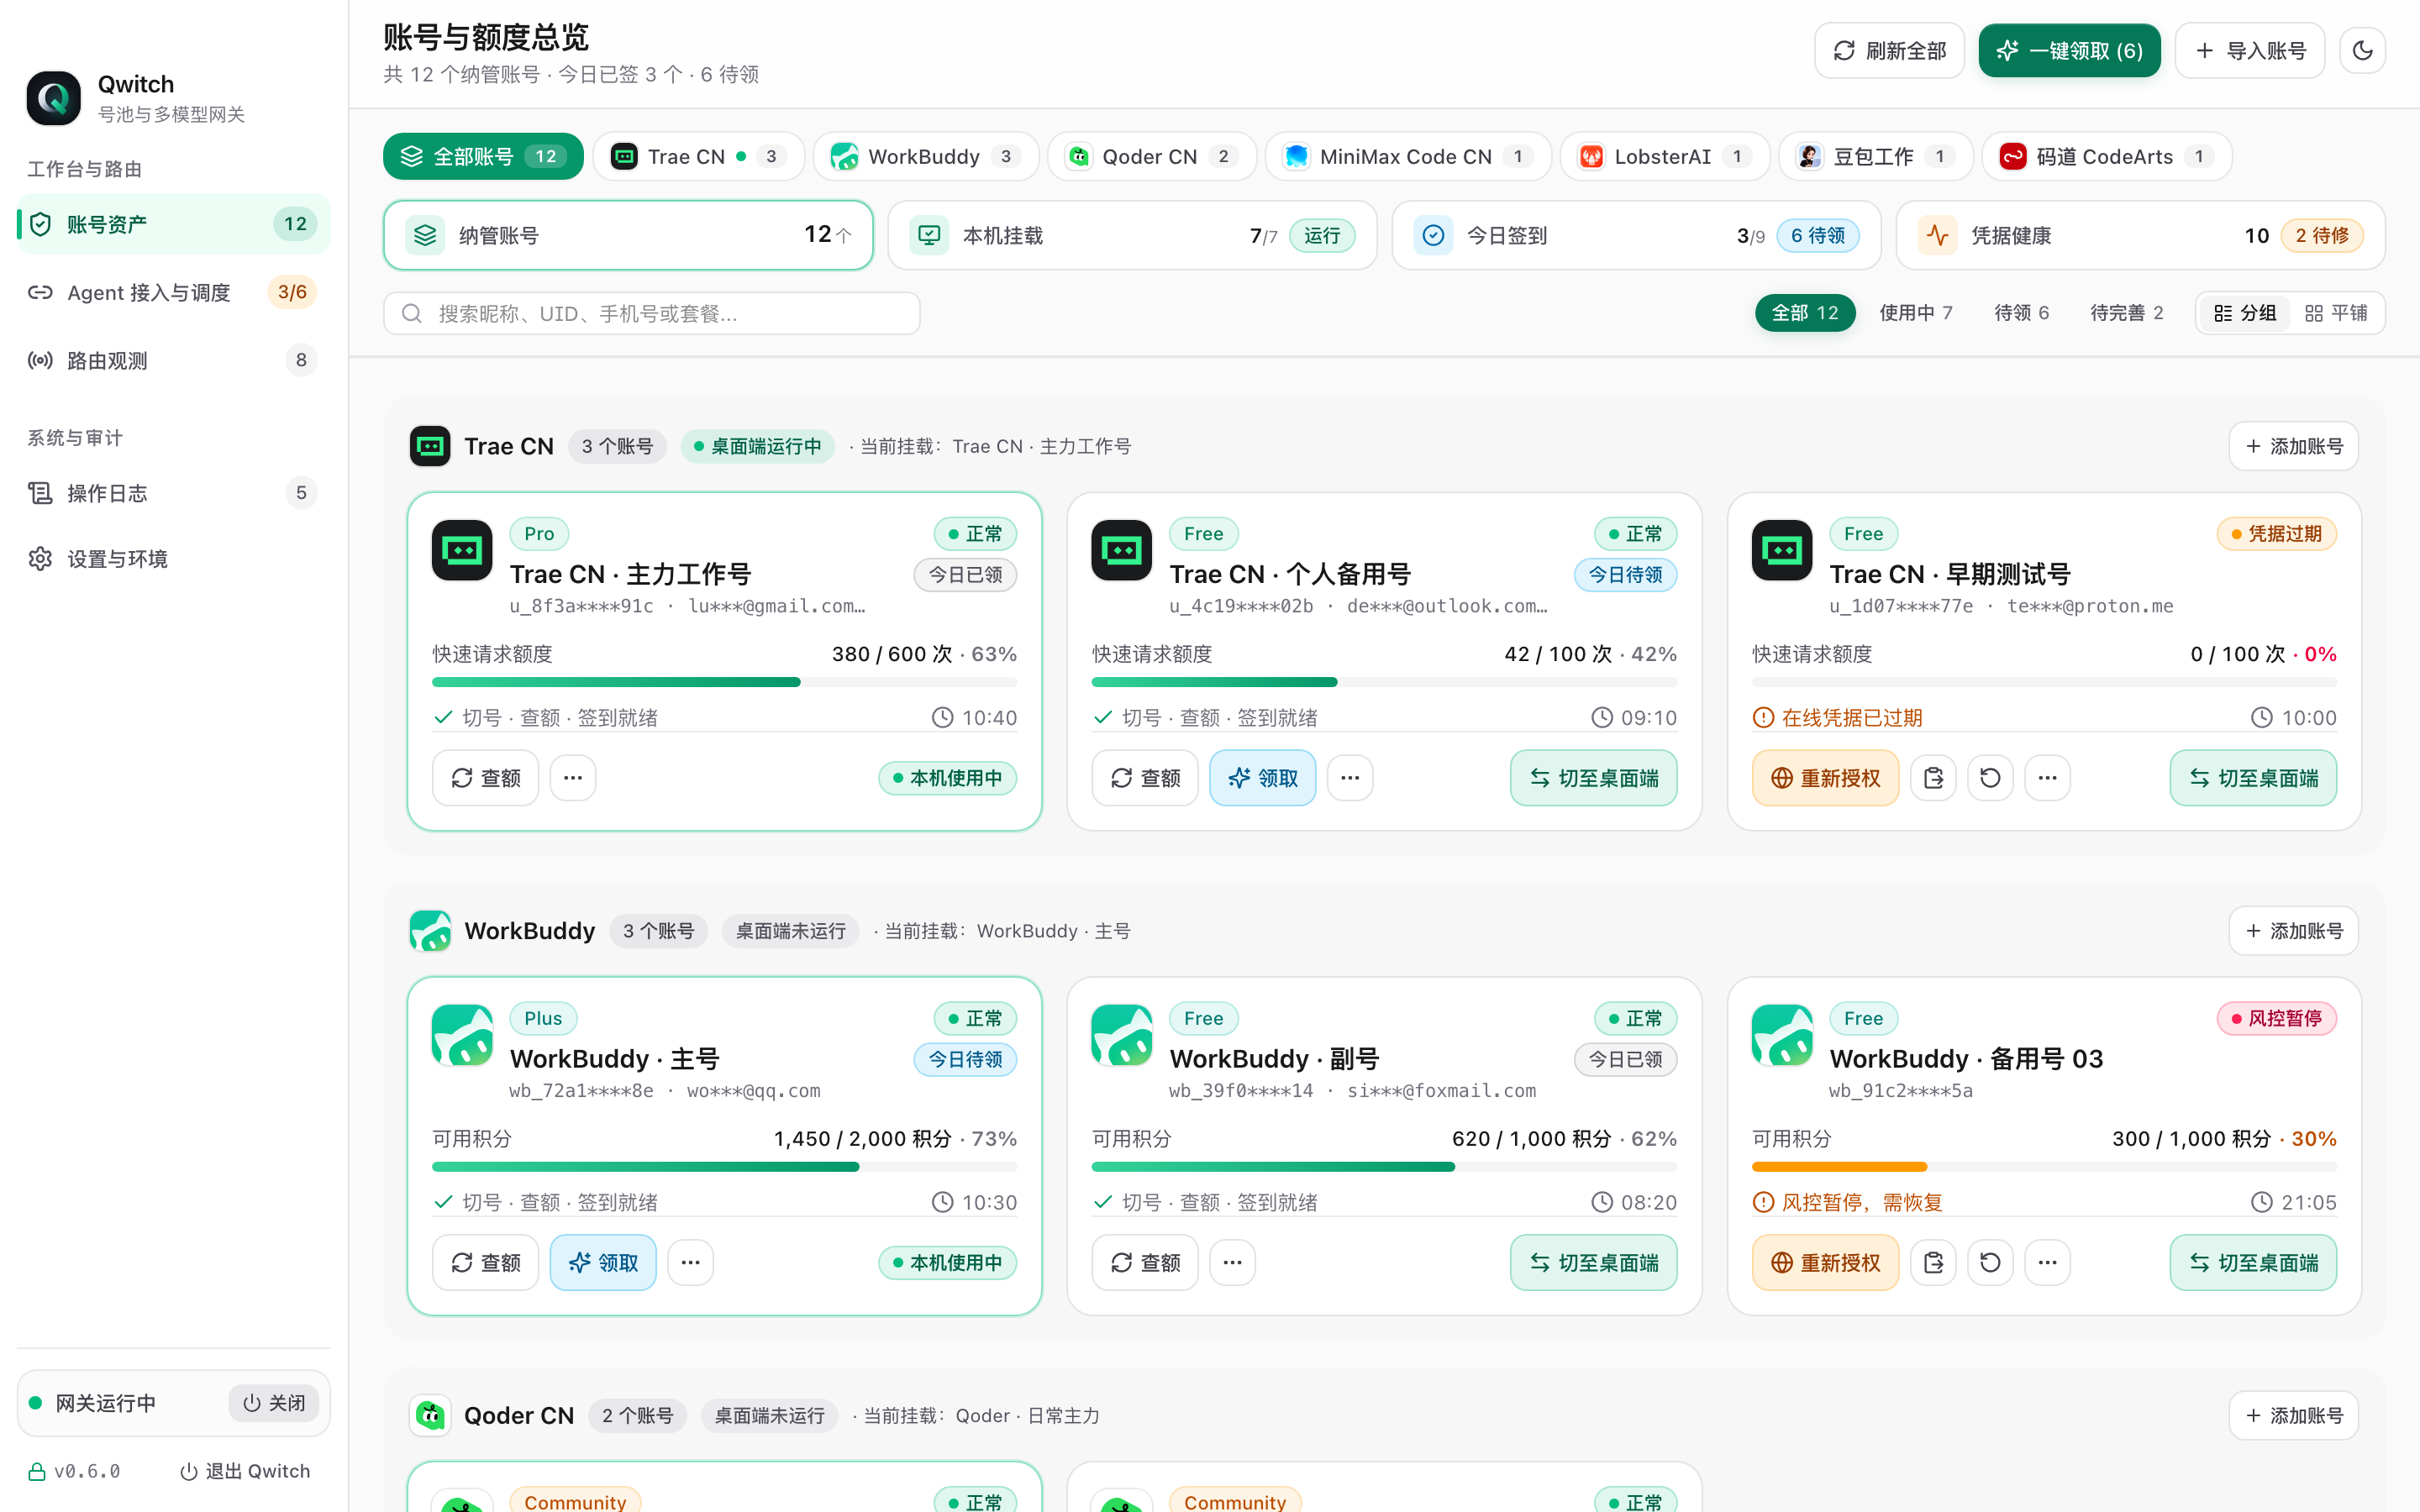 Qwitch
号池与多模型网关
工作台与路由
账号资产 12
Agent 接入与调度 3/6
路由观测 8
系统与审计
操作日志 5
设置与环境
网关运行中 关闭
v0.6.0 退出 Qwitch
账号与额度总览
共 12 个纳管账号 · 今日已签 3 个 · 6 待领
刷新全部 一键领取 (6) 导入账号
全部账号 12 Trae CN 3 WorkBuddy 3 Qoder CN 2 MiniMax Code CN 1 LobsterAI 1 豆包工作 1 码道 CodeArts 1
纳管账号 12个 本机挂载 7/7 运行 今日签到 3/9 6 待领 凭据健康 10 2 待修
搜索昵称、UID、手机号或套餐... 全部 12 使用中 7 待领 6 待完善 2 分组 平铺
Trae CN 3 个账号 桌面端运行中 · 当前挂载：Trae CN · 主力工作号 添加账号
Pro 正常
Trae CN · 主力工作号 今日已领
u_8f3a****91c · lu***@gmail.com…
快速请求额度 380 / 600 次 · 63%
切号 · 查额 · 签到就绪 10:40
查额 ··· 本机使用中
Free 正常
Trae CN · 个人备用号 今日待领
u_4c19****02b · de***@outlook.com…
快速请求额度 42 / 100 次 · 42%
切号 · 查额 · 签到就绪 09:10
查额 领取 ··· 切至桌面端
Free 凭据过期
Trae CN · 早期测试号
u_1d07****77e · te***@proton.me
快速请求额度 0 / 100 次 · 0%
在线凭据已过期 10:00
重新授权 ··· 切至桌面端
WorkBuddy 3 个账号 桌面端未运行 · 当前挂载：WorkBuddy · 主号 添加账号
Plus 正常
WorkBuddy · 主号 今日待领
wb_72a1****8e · wo***@qq.com
可用积分 1,450 / 2,000 积分 · 73%
切号 · 查额 · 签到就绪 10:30
查额 领取 ··· 本机使用中
Free 正常
WorkBuddy · 副号 今日已领
wb_39f0****14 · si***@foxmail.com
可用积分 620 / 1,000 积分 · 62%
切号 · 查额 · 签到就绪 08:20
查额 ··· 切至桌面端
Free 风控暂停
WorkBuddy · 备用号 03
wb_91c2****5a
可用积分 300 / 1,000 积分 · 30%
风控暂停，需恢复 21:05
重新授权 ··· 切至桌面端
Qoder CN 2 个账号 桌面端未运行 · 当前挂载：Qoder · 日常主力 添加账号
Community 正常
Community 正常